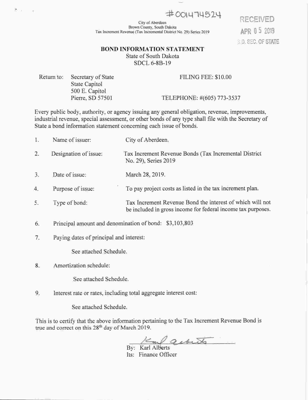 #001474524
City of Aberdeen
Brown County, South Dakota
Tax Increment Revenue (Tax Incremental District No. 29) Series 2019
RECEIVED
APR 05 2019
S.D. SEC. OF STATE
BOND INFORMATION STATEMENT
State of South Dakota
SDCL 6-8B-19
Return to: Secretary of State FILING FEE: $10.00
State Capitol
500 E. Capitol
Pierre, SD 57501 TELEPHONE: #(605) 773-3537
Every public body, authority, or agency issuing any general obligation, revenue, improvements,
industrial revenue, special assessment, or other bonds of any type shall file with the Secretary of
State a bond information statement concerning each issue of bonds.
1. Name of issuer: City of Aberdeen.
2. Designation of issue: Tax Increment Revenue Bonds (Tax Incremental District
No. 29), Series 2019
3. Date of issue: March 28, 2019.
4. Purpose of issue: To pay project costs as listed in the tax increment plan.
5. Type of bond: Tax Increment Revenue Bond the interest of which will not
be included in gross income for federal income tax purposes.
6. Principal amount and denomination of bond: $3,103,803
7. Paying dates of principal and interest:
See attached Schedule.
8. Amortization schedule:
See attached Schedule.
9. Interest rate or rates, including total aggregate interest cost:
See attached Schedule.
This is to certify that the above information pertaining to the Tax Increment Revenue Bond is
true and correct on this 28th day of March 2019.
Karl Alberts
By: Karl Alberts
Its: Finance Officer